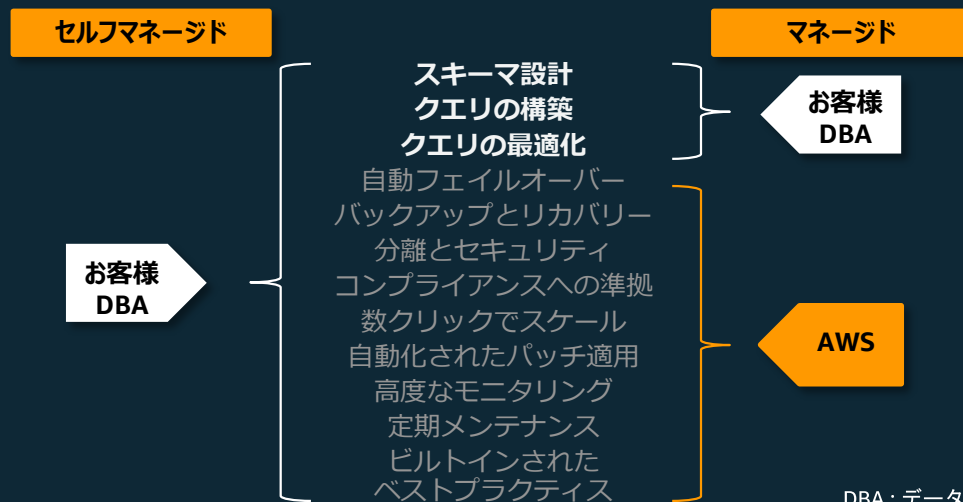 セルフマネージド
マネージド
スキーマ設計
クエリの構築
クエリの最適化
自動フェイルオーバー
バックアップとリカバリー
分離とセキュリティ
コンプライアンスへの準拠
数クリックでスケール
自動化されたパッチ適用
高度なモニタリング
定期メンテナンス
ビルトインされた
ベストプラクティス
お客様
DBA
お客様
DBA
AWS
DBA : データ